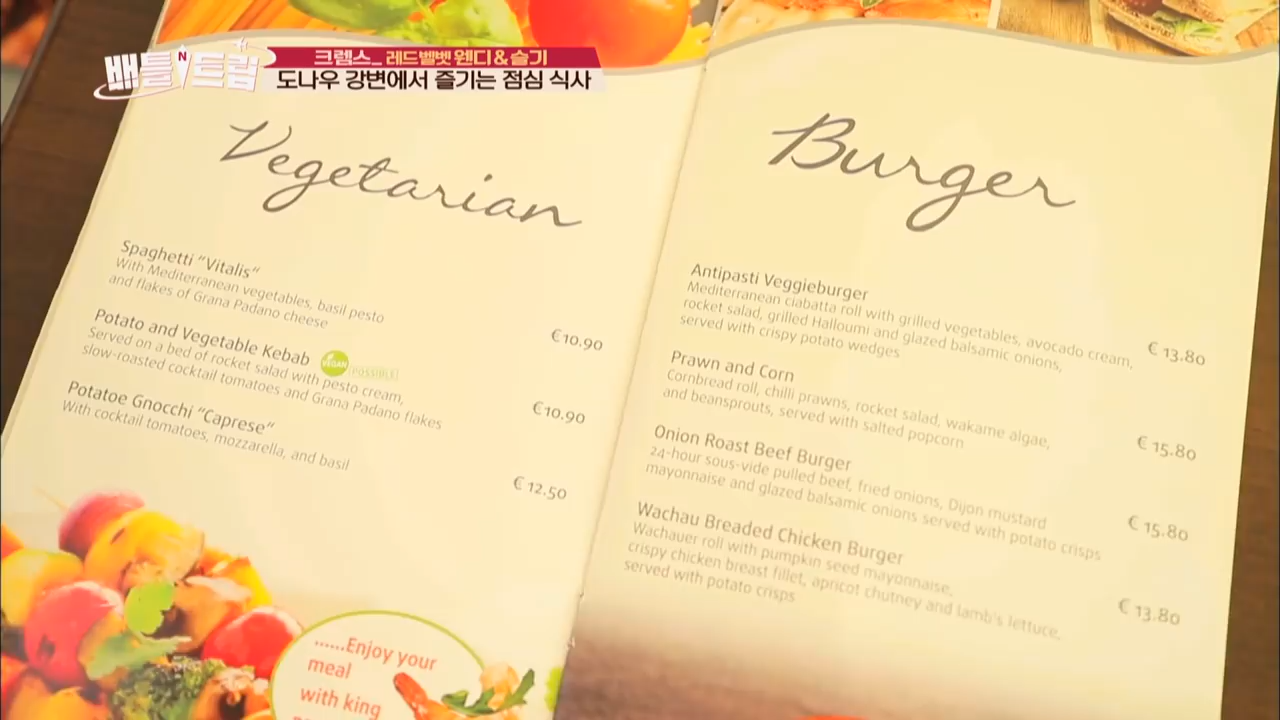 배틀트립
크렘스_ 레드벨벳 웬디&슬기
도나우 강변에서 즐기는 점심 식사
Vegetarian
Spaghetti "Vitalis"
With Mediterranean vegetables, basil pesto
and flakes of Grana Padano cheese
€10.90
Potato and Vegetable Kebab VEGAN POSSIBLE
Served on a bed of rocket salad with pesto cream,
slow-roasted cocktail tomatoes and Grana Padano flakes
€10.90
Potatoe Gnocchi "Caprese"
With cocktail tomatoes, mozzarella, and basil
€ 12.50
......Enjoy your
meal
with king
Burger
Antipasti Veggieburger
Mediterranean ciabatta roll with grilled vegetables, avocado cream,
rocket salad, grilled Halloumi and glazed balsamic onions,
served with crispy potato wedges
€ 13.80
Prawn and Corn
Cornbread roll, chilli prawns, rocket salad, wakame algae,
and beansprouts, served with salted popcorn
€ 15.80
Onion Roast Beef Burger
24-hour sous-vide pulled beef, fried onions, Dijon mustard
mayonnaise and glazed balsamic onions served with potato crisps
€ 15.80
Wachau Breaded Chicken Burger
Wachauer roll with pumpkin seed mayonnaise,
crispy chicken breast fillet, apricot chutney and lamb's lettuce,
served with potato crisps
€ 13.80